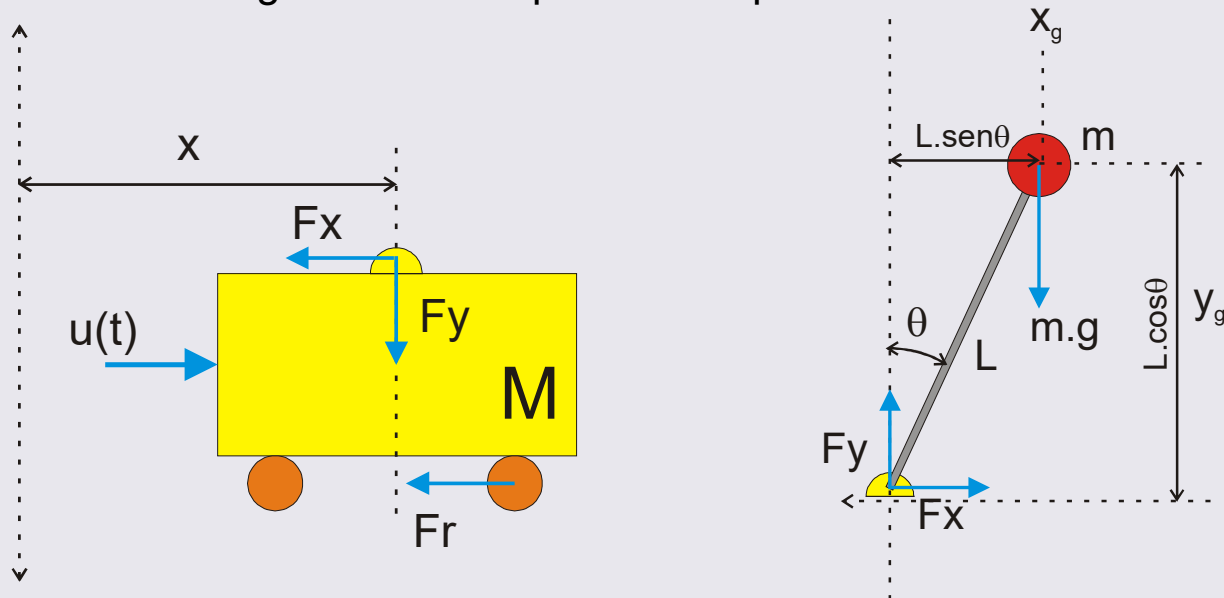 x
Fx
Fy
u(t)
M
Fr
x_g
L.senθ
m
θ
L
m.g
L.cosθ
y_g
Fy
Fx